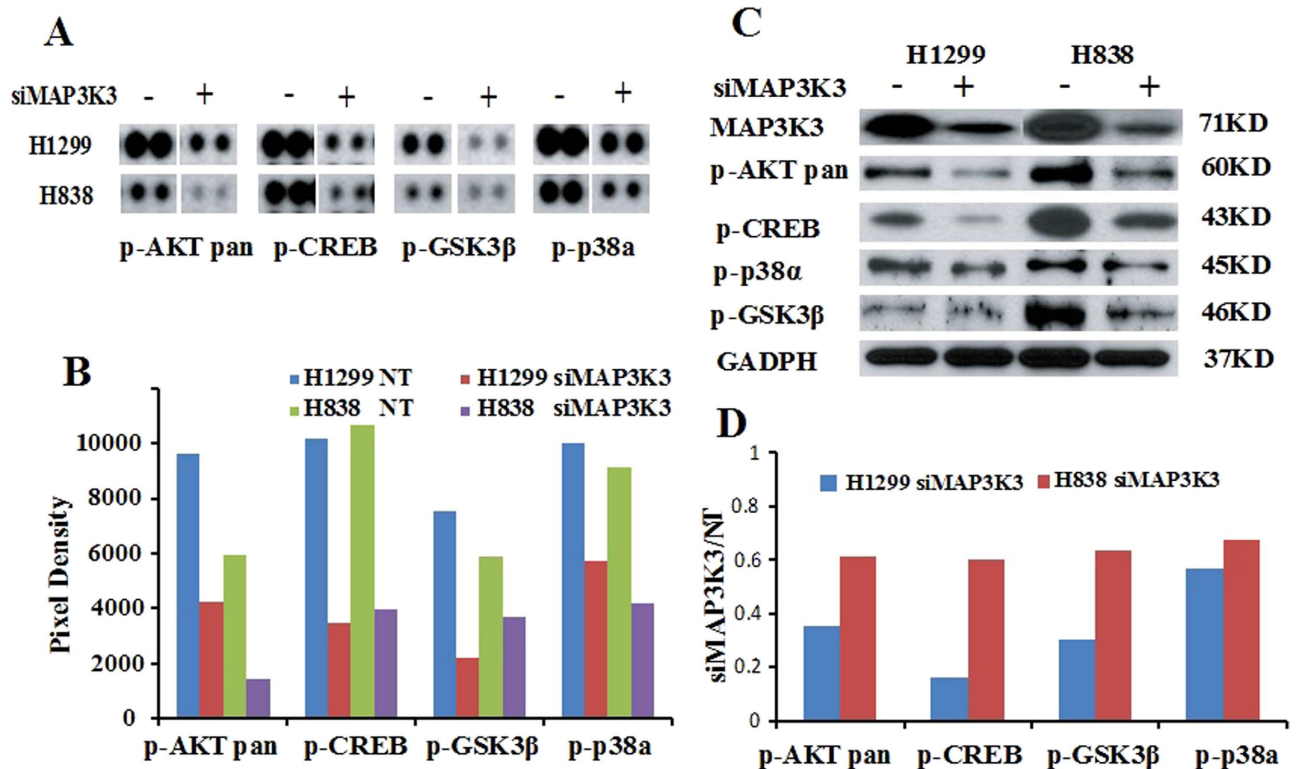 A
siMAP3K3 - + - + - + - +
H1299
H838
p-AKT pan p-CREB p-GSK3β p-p38a
B
H1299 NT H1299 siMAP3K3
H838 NT H838 siMAP3K3
Pixel Density
10000
8000
6000
4000
2000
0
p-AKT pan p-CREB p-GSK3β p-p38a
C
H1299 H838
siMAP3K3 - + - +
MAP3K3 71KD
p-AKT pan 60KD
p-CREB 43KD
p-p38α 45KD
p-GSK3β 46KD
GADPH 37KD
D
H1299 siMAP3K3 H838 siMAP3K3
siMAP3K3/NT
1
0.8
0.6
0.4
0.2
0
p-AKT pan p-CREB p-GSK3β p-p38a